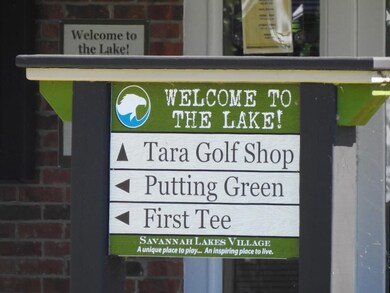 Welcome to
the Lake!
WELCOME TO
THE LAKE!
Tara Golf Shop
Putting Green
First Tee
SAVANNAH LAKES VILLAGE
A unique place to play... An inspiring place to live.